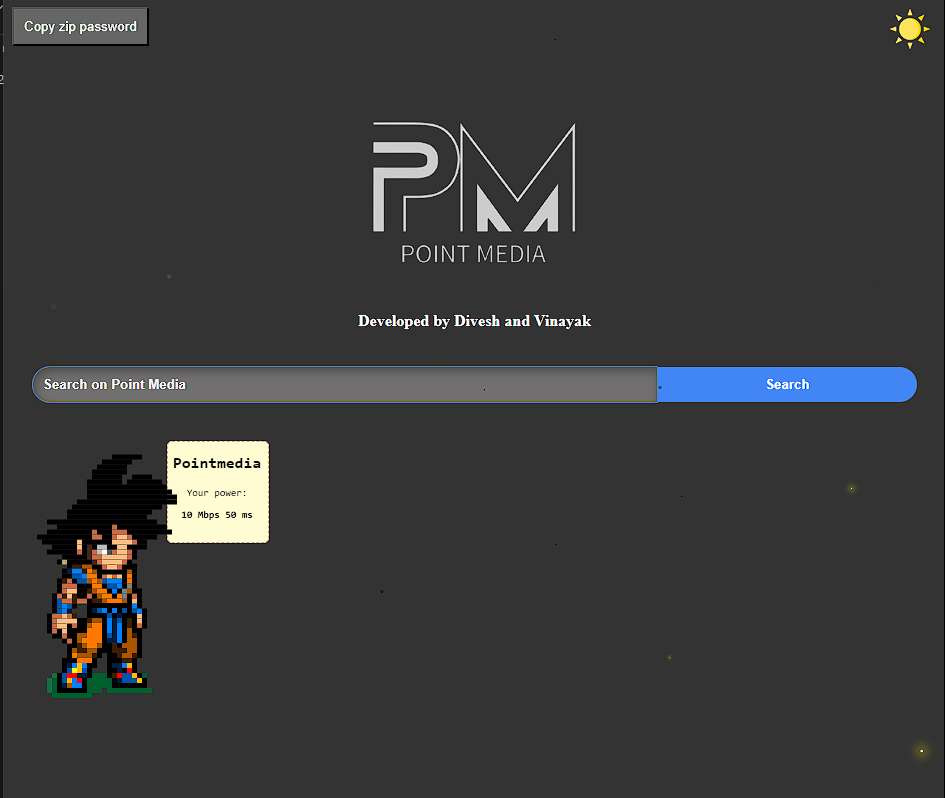 Copy zip password
PM
POINT MEDIA
Developed by Divesh and Vinayak
Search on Point Media
Search
Pointmedia
Your power:
10 Mbps 50 ms